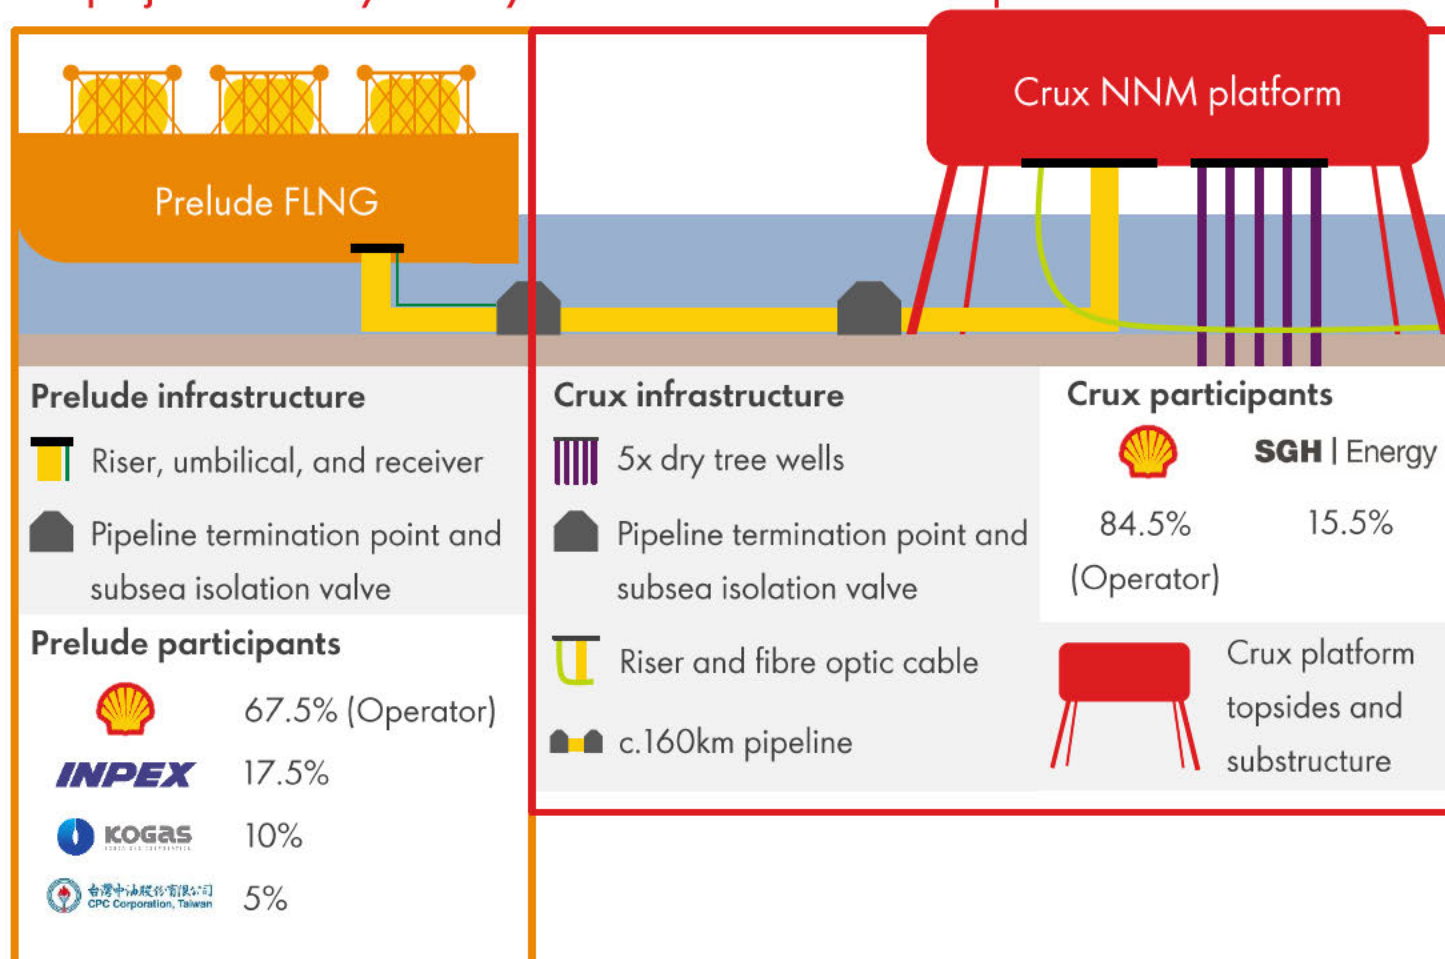 Crux NNM platform
Prelude FLNG
Prelude infrastructure
Riser, umbilical, and receiver
Pipeline termination point and
subsea isolation valve
Prelude participants
67.5% (Operator)
INPEX
17.5%
KOGAS
10%
台灣中油股份有限公司
CPC Corporation, Taiwan
5%
Crux infrastructure
5x dry tree wells
Pipeline termination point and
subsea isolation valve
Riser and fibre optic cable
c.160km pipeline
Crux participants
SGH | Energy
84.5%
15.5%
(Operator)
Crux platform
topsides and
substructure